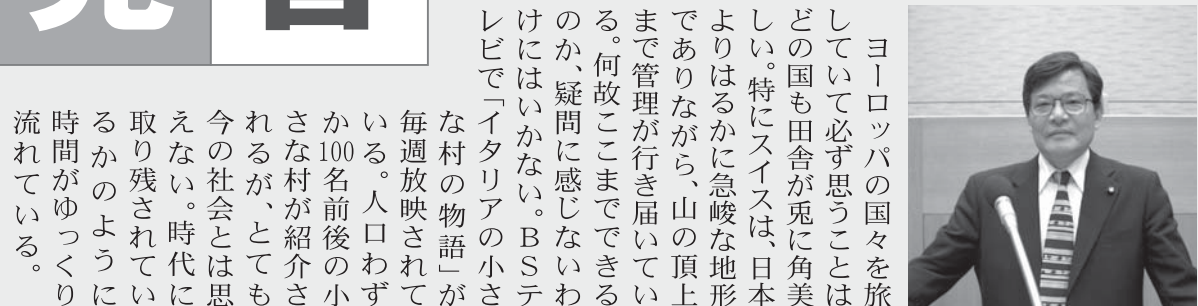 ヨーロッパの国々を旅
していて必ず思うことは
どの国も田舎が兎に角美
しい。特にスイスは、日本
よりはるかに急峻な地形
でありながら、山の頂上
まで管理が行き届いてい
る。何故ここまでできる
のか、疑問に感じないわ
けにはいかない。BSテ
レビで「イタリアの小さ
な村の物語」が
毎週放映されて
いる。人口わず
か100名前後の小
さな村が紹介さ
れるが、とても
今の社会とは思
えない。時代に
取り残されてい
るかのように
時間がゆっくり
流れている。